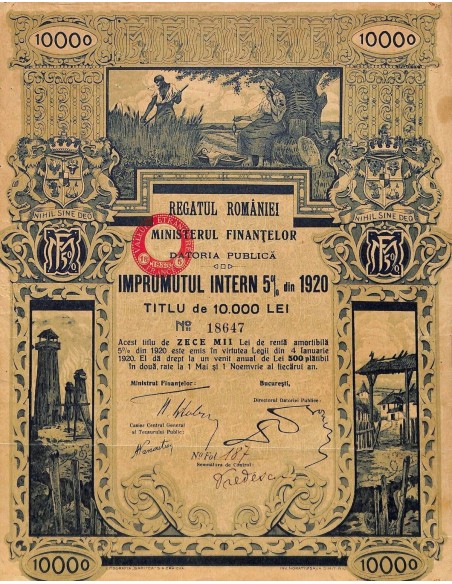 10000 10000
NIHIL SINE DEO NIHIL SINE DEO
REGATUL ROMÂNIEI
MINISTERUL FINANȚELOR
DATORIA PUBLICĂ
IMPRUMUTUL INTERN 5% din 1920
TITLU de 10.000 LEI
No 18647
Acest titlu de ZECE MII Lei de rentă amortibilă
5% din 1920 este emis în virtutea Legii din 4 Ianuarie
1920. El dă drept la un venit anual de Lei 500 plătibil
în două, rate la 1 Mai și 1 Noemvrie al fiecărui an.
Ministrul Finanțelor: București,
Directorul Datoriei Publice:
Casier Central General
al Tezaurului Public:
No Fol 187
10000 10000